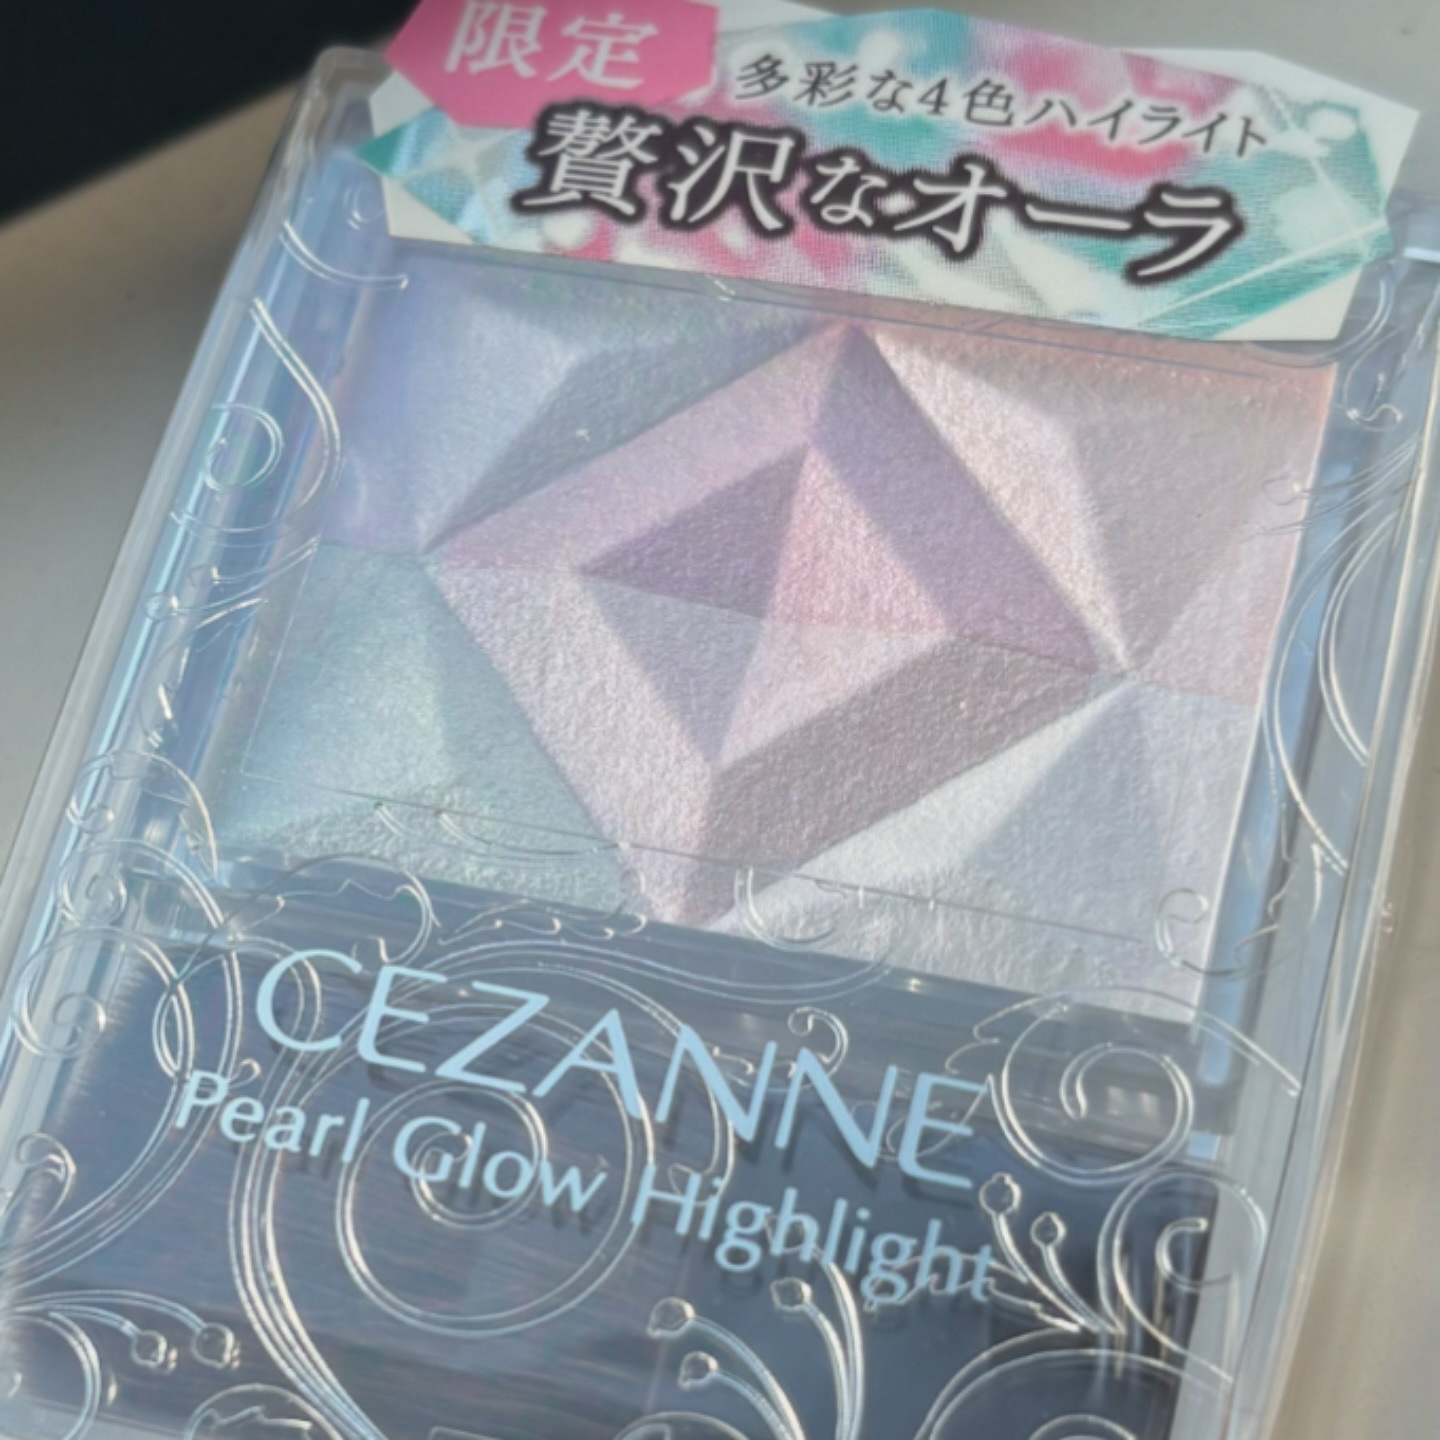 限定
多彩な4色ハイライト
贅沢なオーラ
CEZANNE
Pearl Glow Highlight